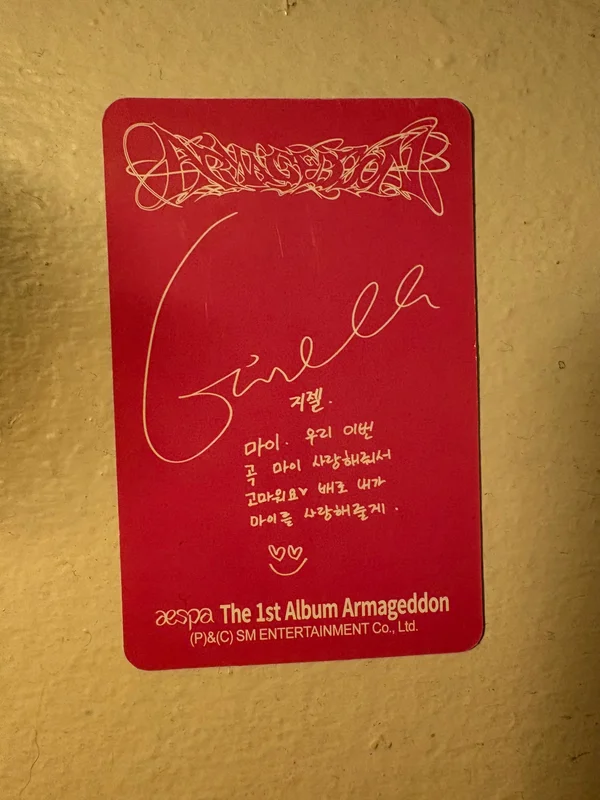 ARMAGEDDON
Giselle
지젤.
마이. 우리 이번
곡 마이 사랑해줘서
고마워요♥ 배로 내가
마이를 사랑해줄게.
aespa The 1st Album Armageddon
(P)&(C) SM ENTERTAINMENT Co., Ltd.